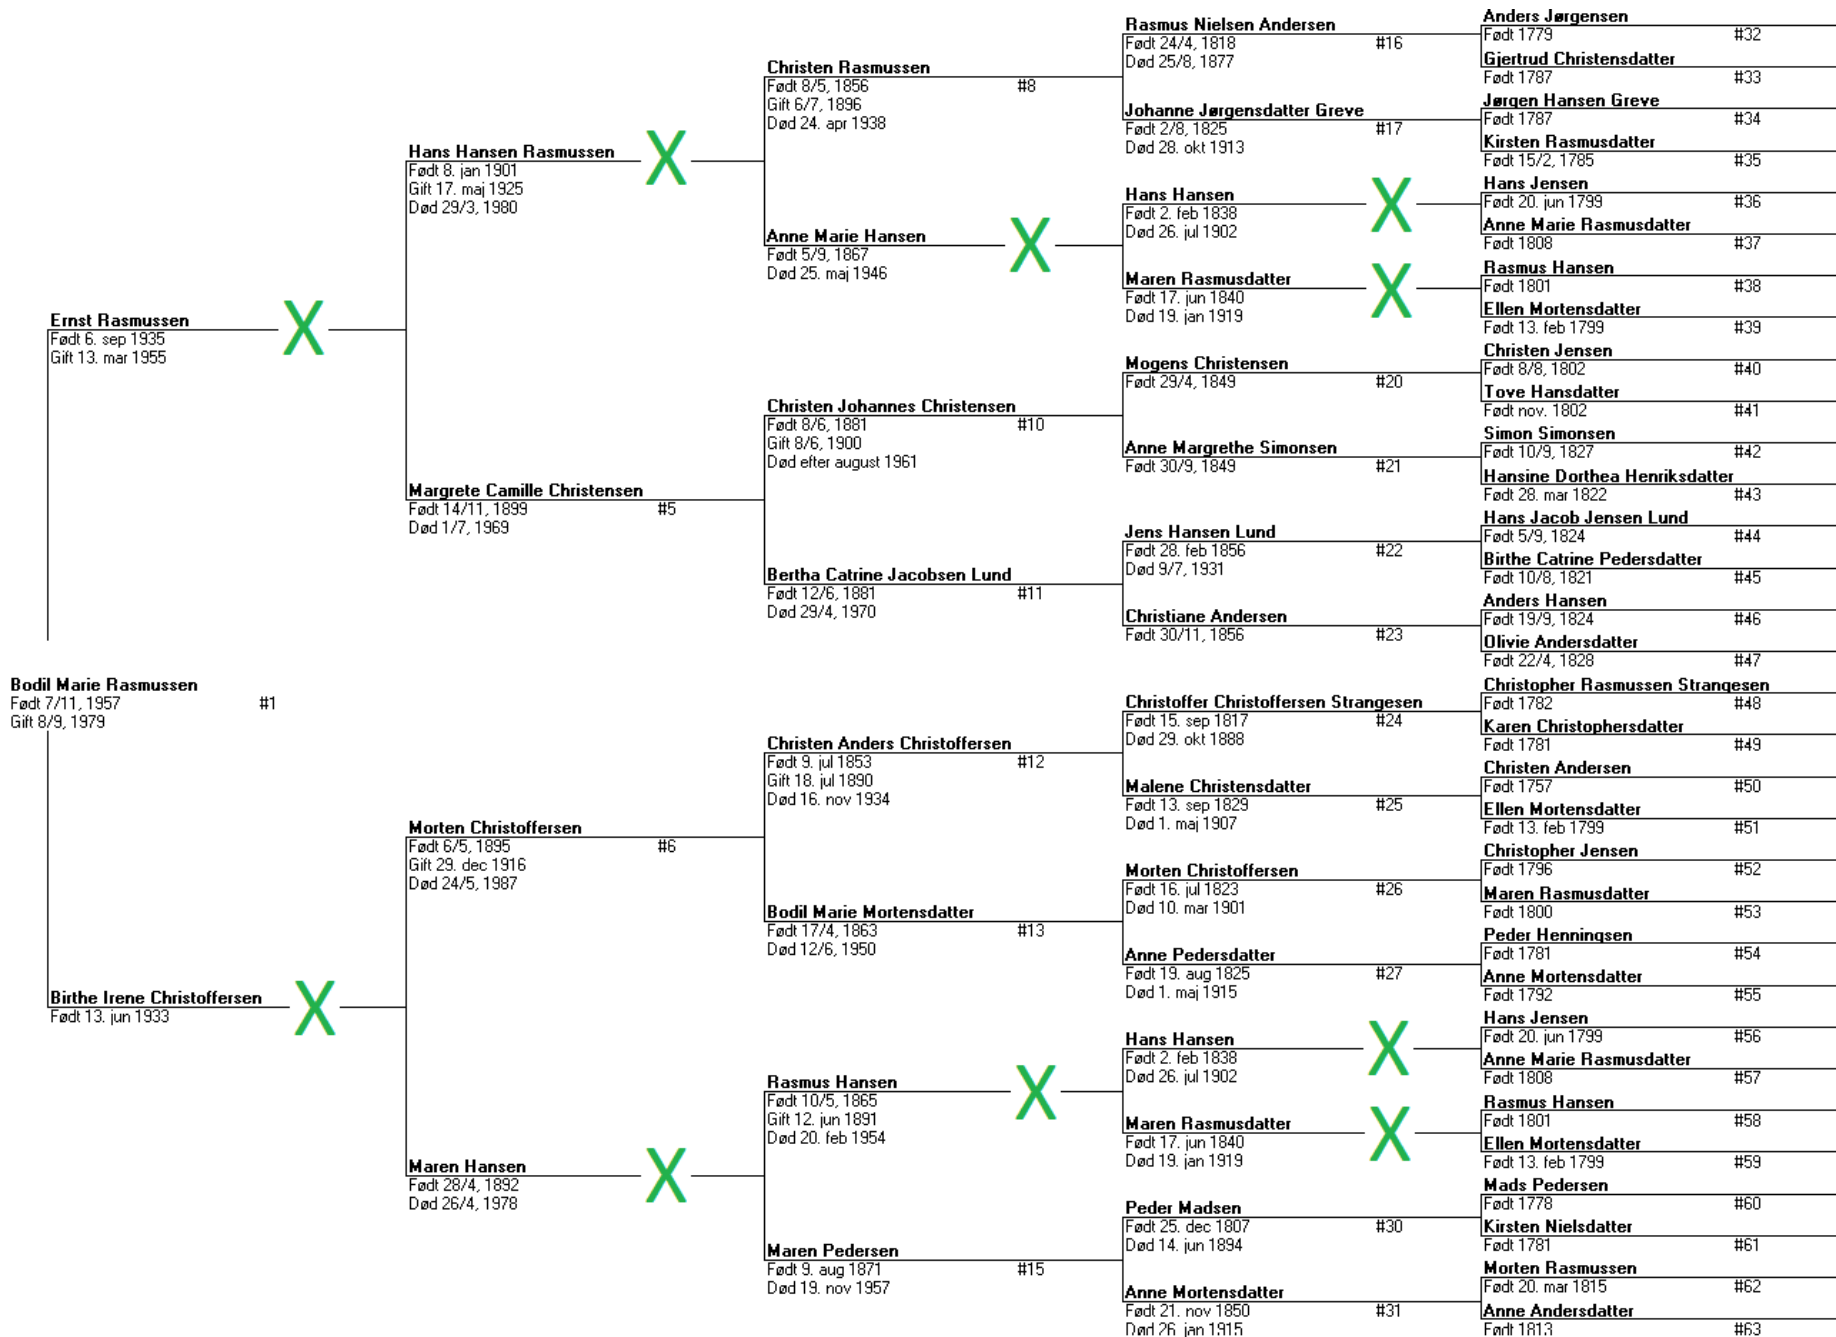 Bodil Marie Rasmussen
Født 7/11, 1957 #1
Gift 8/9, 1979
Ernst Rasmussen
Født 6. sep 1935
Gift 13. mar 1955
X
Birthe Irene Christoffersen
Født 13. jun 1933
X
Hans Hansen Rasmussen
Født 8. jan 1901
Gift 17. maj 1925
Død 29/3, 1980
X
Margrete Camille Christensen
Født 14/11, 1899 #5
Død 1/7, 1969
Morten Christoffersen
Født 6/5, 1895 #6
Gift 29. dec 1916
Død 24/5, 1987
Maren Hansen
Født 28/4, 1892
Død 26/4, 1978
X
Christen Rasmussen
Født 8/5, 1856 #8
Gift 6/7, 1896
Død 24. apr 1938
Anne Marie Hansen
Født 5/9, 1867
Død 25. maj 1946
X
Christen Johannes Christensen
Født 8/6, 1881 #10
Gift 8/6, 1900
Død efter august 1961
Bertha Catrine Jacobsen Lund
Født 12/6, 1881 #11
Død 29/4, 1970
Christen Anders Christoffersen
Født 9. jul 1853 #12
Gift 18. jul 1890
Død 16. nov 1934
Bodil Marie Mortensdatter
Født 17/4, 1863 #13
Død 12/6, 1950
Rasmus Hansen
Født 10/5, 1865
Gift 12. jun 1891
Død 20. feb 1954
X
Maren Pedersen
Født 9. aug 1871 #15
Død 19. nov 1957
Rasmus Nielsen Andersen
Født 24/4, 1818 #16
Død 25/8, 1877
Johanne Jørgensdatter Greve
Født 2/8, 1825 #17
Død 28. okt 1913
Hans Hansen
Født 2. feb 1838
Død 26. jul 1902
X
Maren Rasmusdatter
Født 17. jun 1840
Død 19. jan 1919
X
Mogens Christensen
Født 29/4, 1849 #20
Anne Margrethe Simonsen
Født 30/9, 1849 #21
Jens Hansen Lund
Født 28. feb 1856 #22
Død 9/7, 1931
Christiane Andersen
Født 30/11, 1856 #23
Christoffer Christoffersen Strangesen
Født 15. sep 1817 #24
Død 29. okt 1888
Malene Christensdatter
Født 13. sep 1829 #25
Død 1. maj 1907
Morten Christoffersen
Født 16. jul 1823 #26
Død 10. mar 1901
Anne Pedersdatter
Født 19. aug 1825 #27
Død 1. maj 1915
Hans Hansen
Født 2. feb 1838
Død 26. jul 1902
X
Maren Rasmusdatter
Født 17. jun 1840
Død 19. jan 1919
X
Peder Madsen
Født 25. dec 1807 #30
Død 14. jun 1894
Anne Mortensdatter
Født 21. nov 1850 #31
Død 26. jan 1915
Anders Jørgensen
Født 1779 #32
Gjertrud Christensdatter
Født 1787 #33
Jørgen Hansen Greve
Født 1787 #34
Kirsten Rasmusdatter
Født 15/2, 1785 #35
Hans Jensen
Født 20. jun 1799 #36
Anne Marie Rasmusdatter
Født 1808 #37
Rasmus Hansen
Født 1801 #38
Ellen Mortensdatter
Født 13. feb 1799 #39
Christen Jensen
Født 8/8, 1802 #40
Tove Hansdatter
Født nov. 1802 #41
Simon Simonsen
Født 10/9, 1827 #42
Hansine Dorthea Henriksdatter
Født 28. mar 1822 #43
Hans Jacob Jensen Lund
Født 5/9, 1824 #44
Birthe Catrine Pedersdatter
Født 10/8, 1821 #45
Anders Hansen
Født 19/9, 1824 #46
Olivie Andersdatter
Født 22/4, 1828 #47
Christopher Rasmussen Strangesen
Født 1782 #48
Karen Christophersdatter
Født 1781 #49
Christen Andersen
Født 1757 #50
Ellen Mortensdatter
Født 13. feb 1799 #51
Christopher Jensen
Født 1796 #52
Maren Rasmusdatter
Født 1800 #53
Peder Henningsen
Født 1781 #54
Anne Mortensdatter
Født 1792 #55
Hans Jensen
Født 20. jun 1799 #56
Anne Marie Rasmusdatter
Født 1808 #57
Rasmus Hansen
Født 1801 #58
Ellen Mortensdatter
Født 13. feb 1799 #59
Mads Pedersen
Født 1778 #60
Kirsten Nielsdatter
Født 1781 #61
Morten Rasmussen
Født 20. mar 1815 #62
Anne Andersdatter
Født 1813 #63